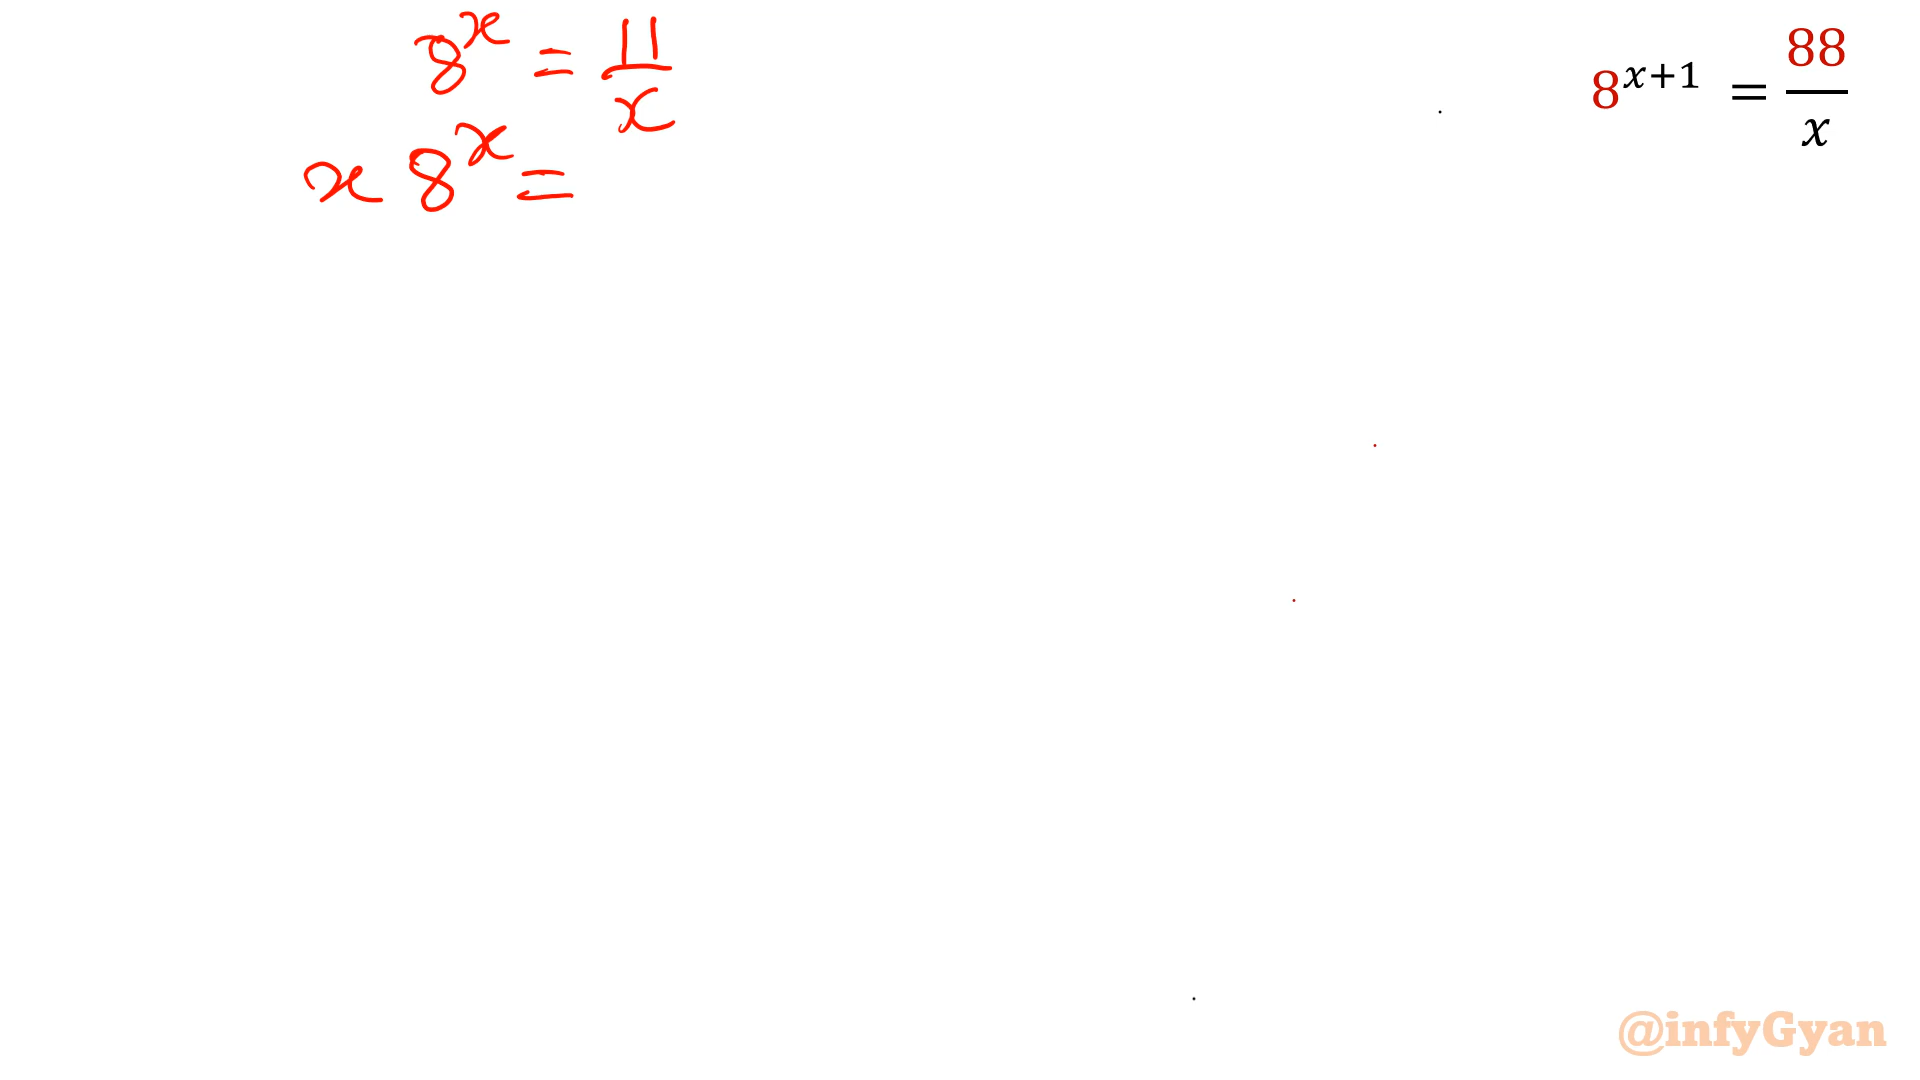 8^x = 11/x
x 8^x =
8^{x+1} = 88/x
@infyGyan